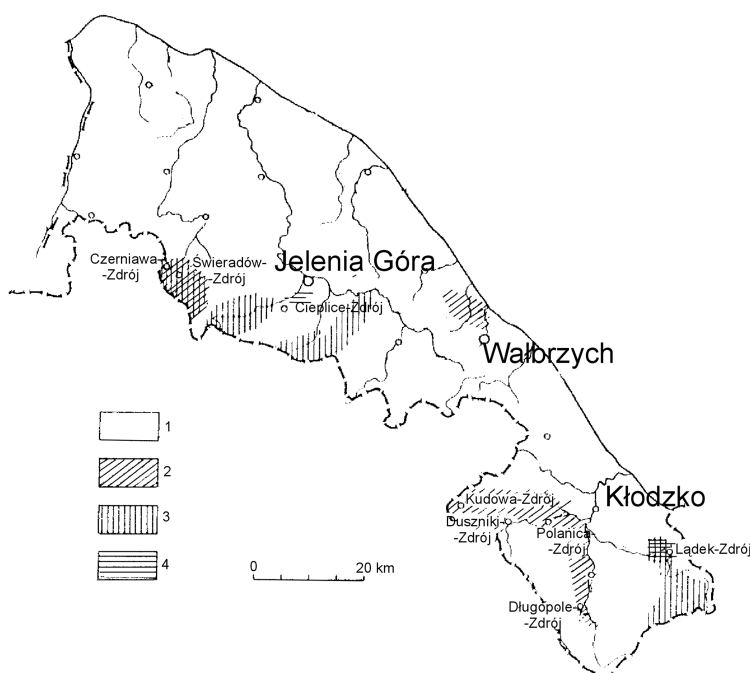 Czerniawa-
-Zdrój
Świeradów-
-Zdrój
Jelenia Góra
Cieplice-Zdrój
Wałbrzych
1
2
3
4
0
20 km
Kudowa-Zdrój
Kłodzko
Duszniki-
-Zdrój
Polanica
-Zdrój
Lądek-Zdrój
Długopole-
-Zdrój